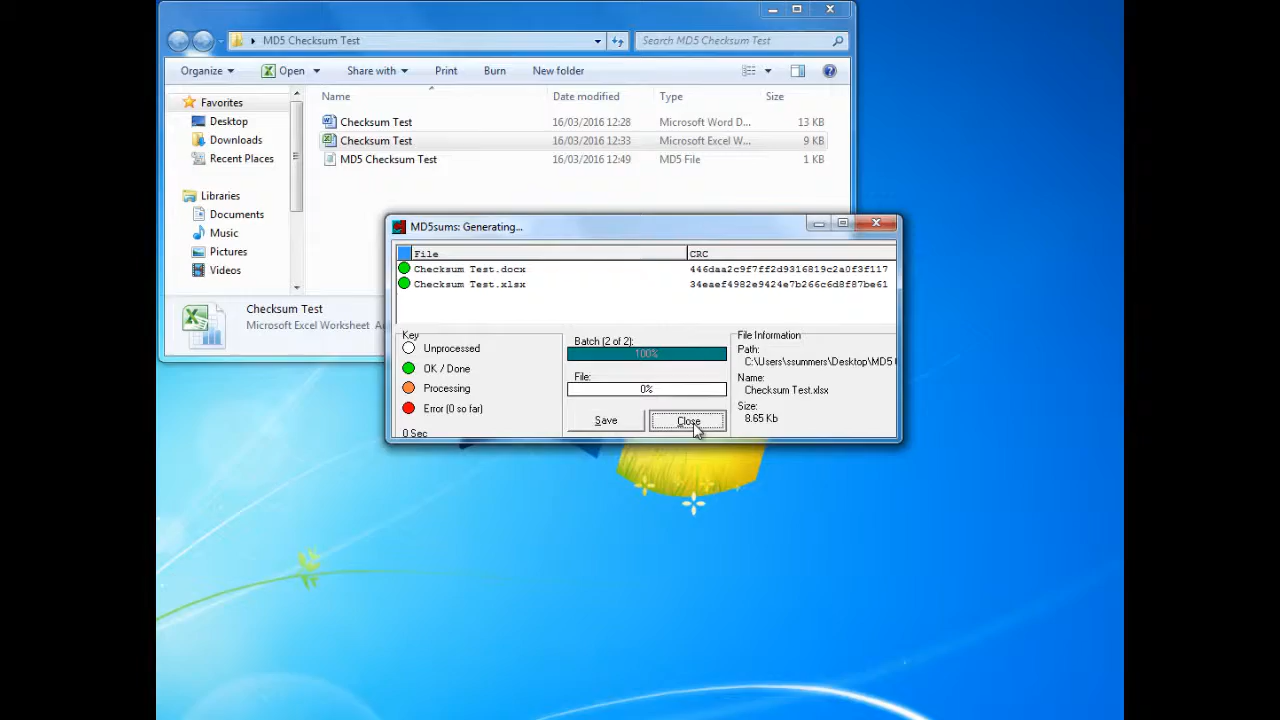 MD5 Checksum Test
Search MD5 Checksum Test
Organize Open Share with Print Burn New folder
Favorites
Desktop
Downloads
Recent Places
Libraries
Documents
Music
Pictures
Videos
Name Date modified Type Size
Checksum Test 16/03/2016 12:28 Microsoft Word D... 13 KB
Checksum Test 16/03/2016 12:33 Microsoft Excel W... 9 KB
MD5 Checksum Test 16/03/2016 12:49 MD5 File 1 KB
Checksum Test
Microsoft Excel Worksheet
MD5sums: Generating...
File CRC
Checksum Test.docx 446daa2c9f7ff2d9316819c2a0f3f117
Checksum Test.xlsx 34eaef4982e9424e7b266c6d8f87be61
Key
Unprocessed
OK / Done
Processing
Error (0 so far)
0 Sec
Batch (2 of 2):
100%
File:
0%
Save Close
File Information
Path:
C:\Users\ssummers\Desktop\MD5
Name:
Checksum Test.xlsx
Size:
8.65 Kb